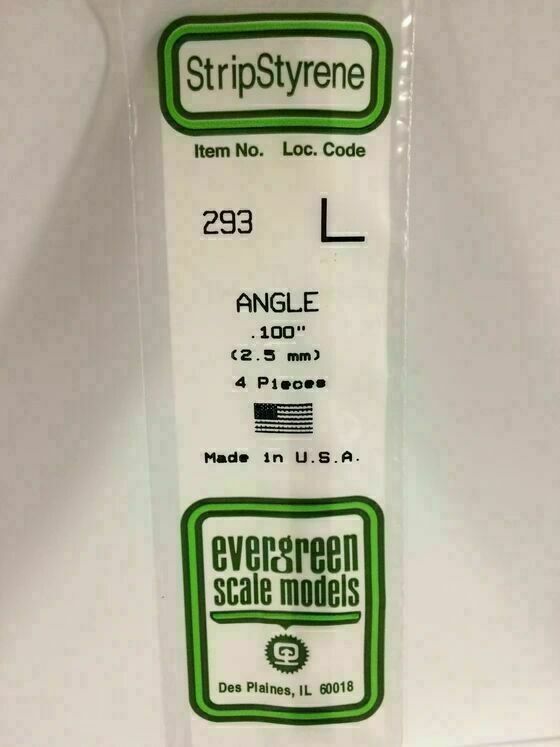 StripStyrene
Item No. Loc. Code
293 L
ANGLE
.100"
(2.5 mm)
4 Pieces
Made in U.S.A.
evergreen
scale models
Des Plaines, IL 60018